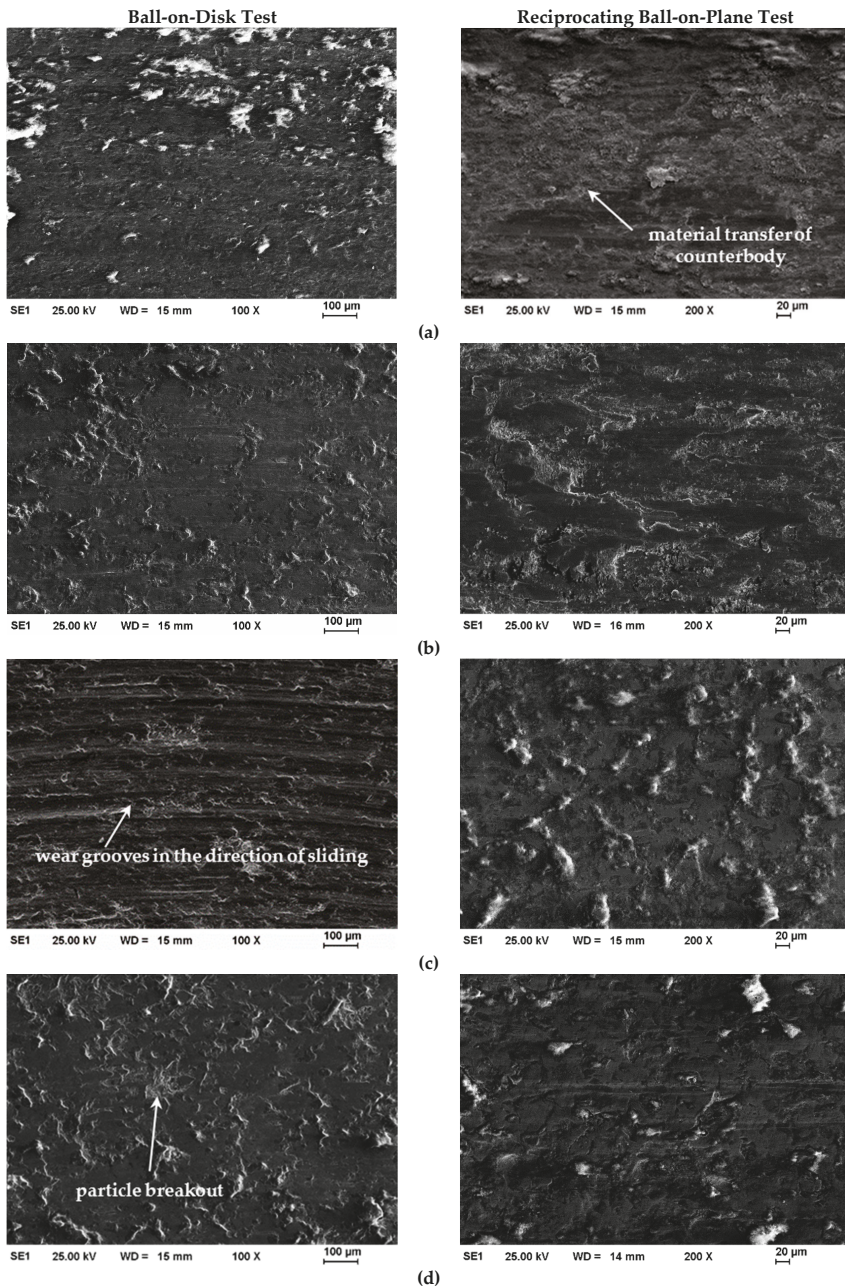 Ball-on-Disk Test
Reciprocating Ball-on-Plane Test
material transfer of
counterbody
SE1 25.00 kV WD = 15 mm 100 X 100 µm
SE1 25.00 kV WD = 15 mm 200 X 20 µm
(a)
SE1 25.00 kV WD = 15 mm 100 X 100 µm
SE1 25.00 kV WD = 16 mm 200 X 20 µm
(b)
wear grooves in the direction of sliding
SE1 25.00 kV WD = 15 mm 100 X 100 µm
SE1 25.00 kV WD = 15 mm 200 X 20 µm
(c)
particle breakout
SE1 25.00 kV WD = 15 mm 100 X 100 µm
SE1 25.00 kV WD = 14 mm 200 X 20 µm
(d)